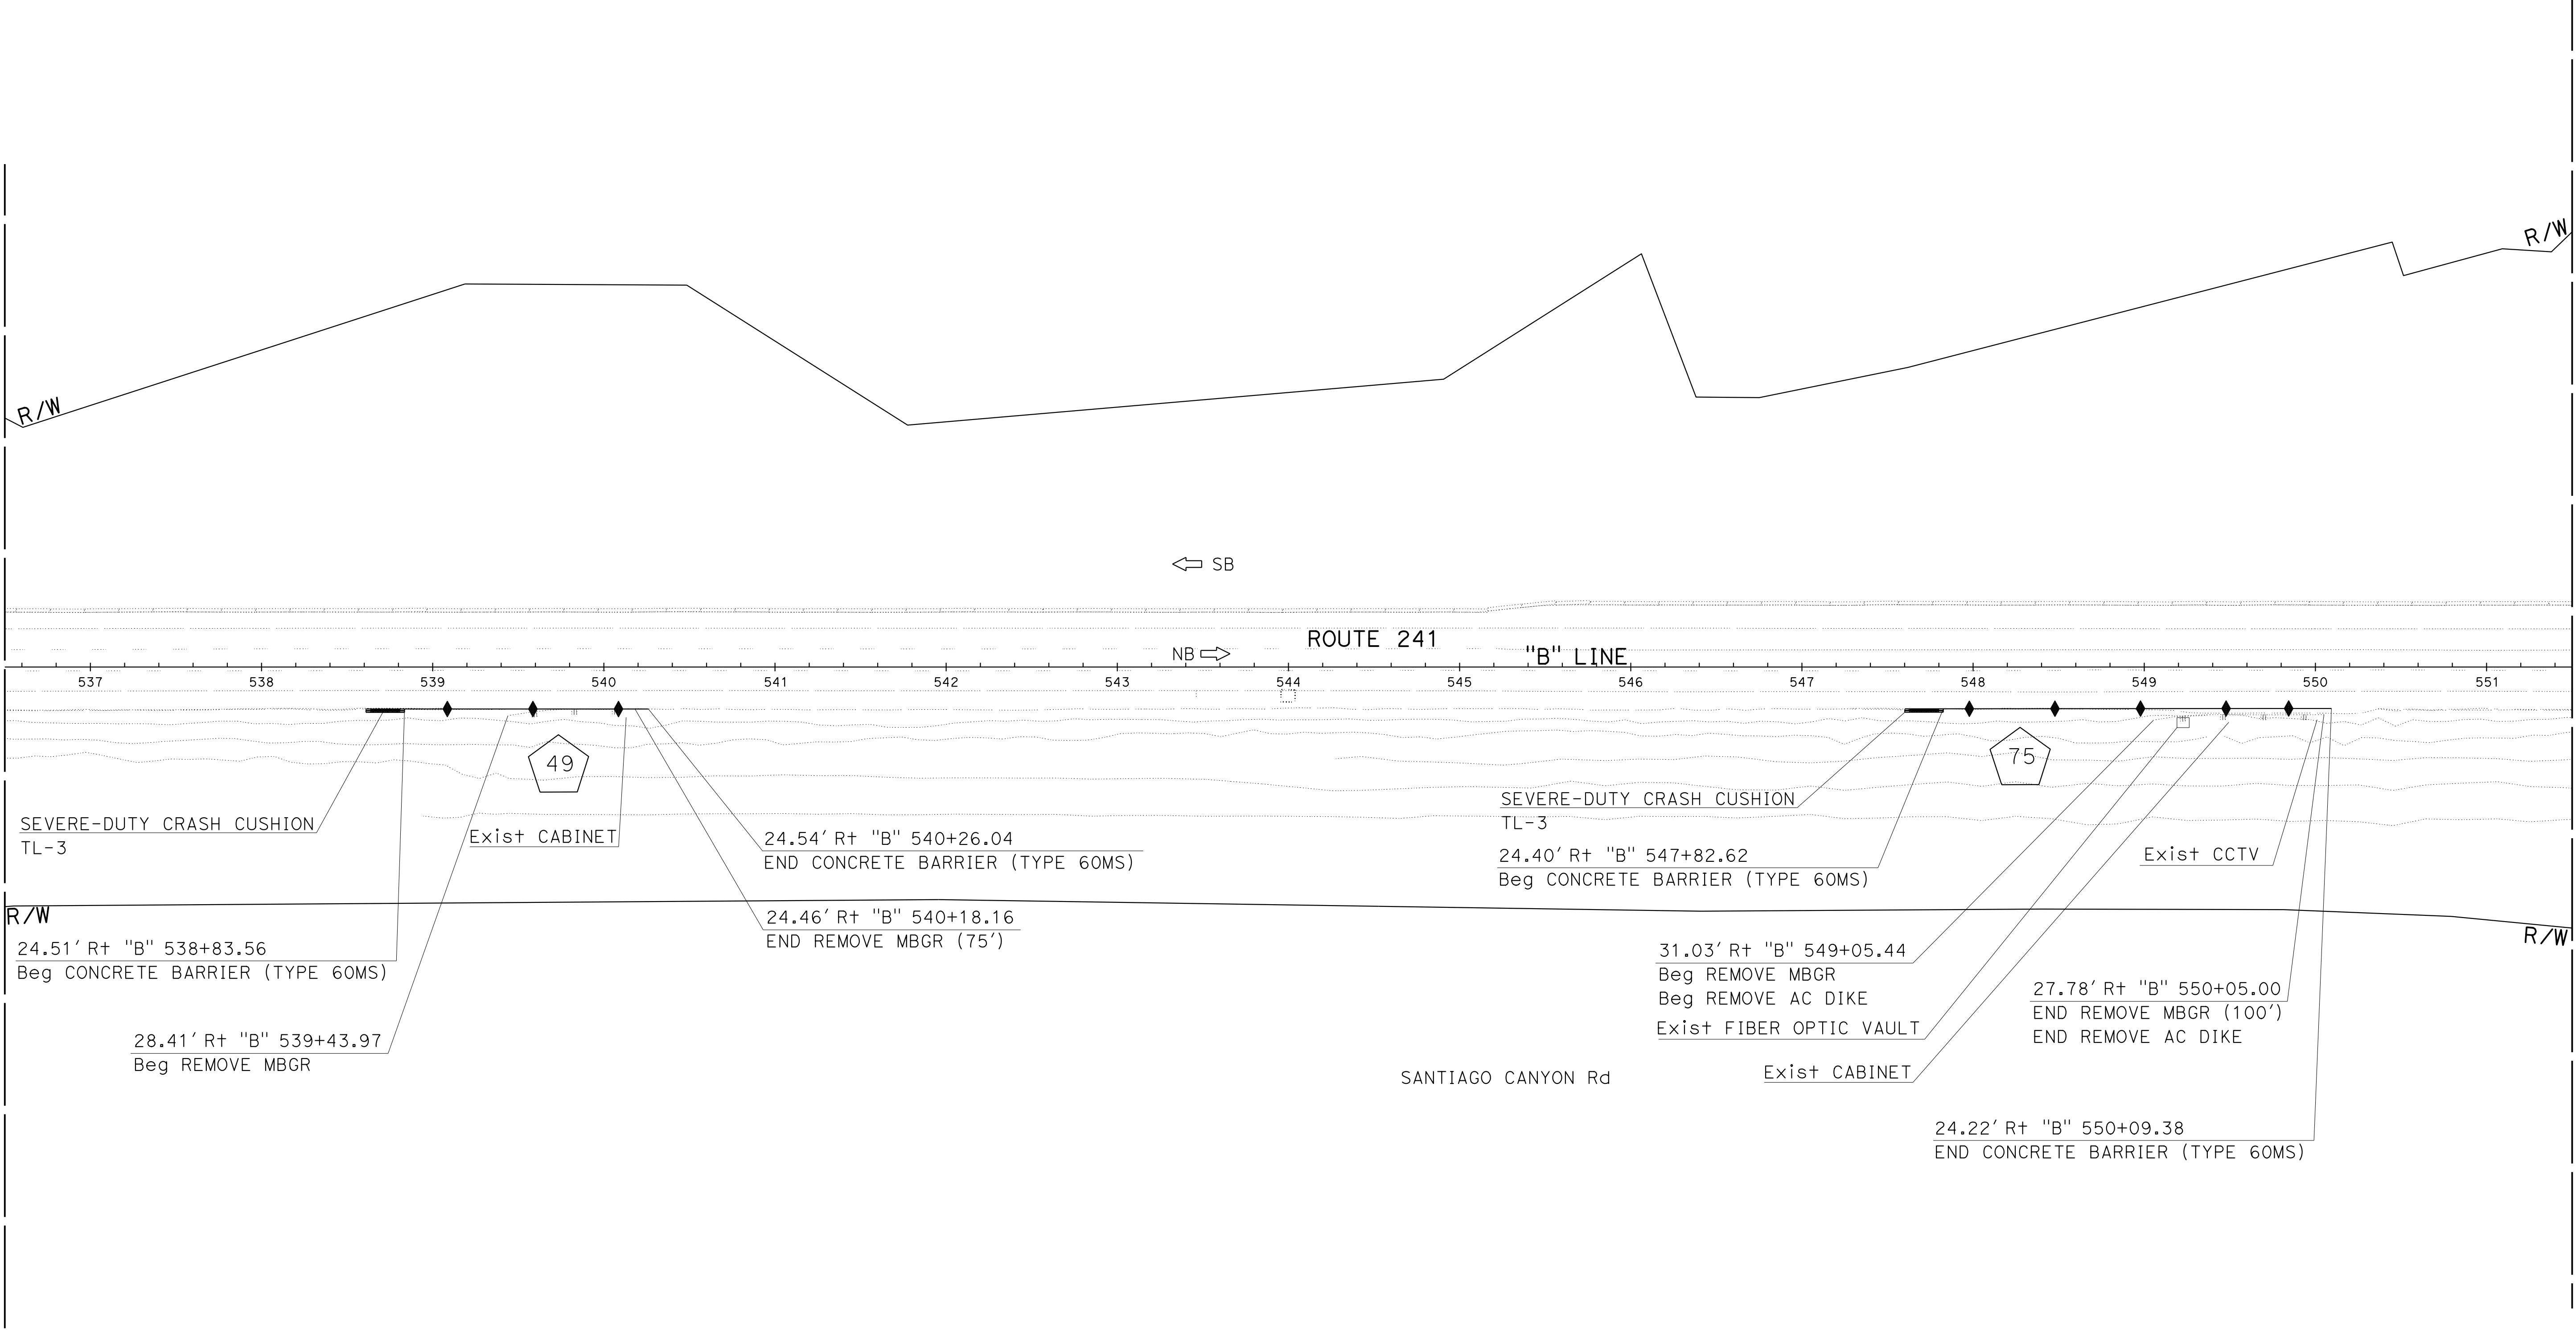 R/W
R/W
SB
ROUTE 241
NB
"B" LINE
537 538 539 540 541 542 543 544 545 546 547 548 549 550 551
49
75
SEVERE-DUTY CRASH CUSHION
TL-3
Exist CABINET
24.54' Rt "B" 540+26.04
END CONCRETE BARRIER (TYPE 60MS)
SEVERE-DUTY CRASH CUSHION
TL-3
24.40' Rt "B" 547+82.62
Beg CONCRETE BARRIER (TYPE 60MS)
Exist CCTV
R/W
24.46' Rt "B" 540+18.16
END REMOVE MBGR (75')
R/W
24.51' Rt "B" 538+83.56
Beg CONCRETE BARRIER (TYPE 60MS)
31.03' Rt "B" 549+05.44
Beg REMOVE MBGR
Beg REMOVE AC DIKE
27.78' Rt "B" 550+05.00
END REMOVE MBGR (100')
END REMOVE AC DIKE
Exist FIBER OPTIC VAULT
28.41' Rt "B" 539+43.97
Beg REMOVE MBGR
Exist CABINET
SANTIAGO CANYON Rd
24.22' Rt "B" 550+09.38
END CONCRETE BARRIER (TYPE 60MS)